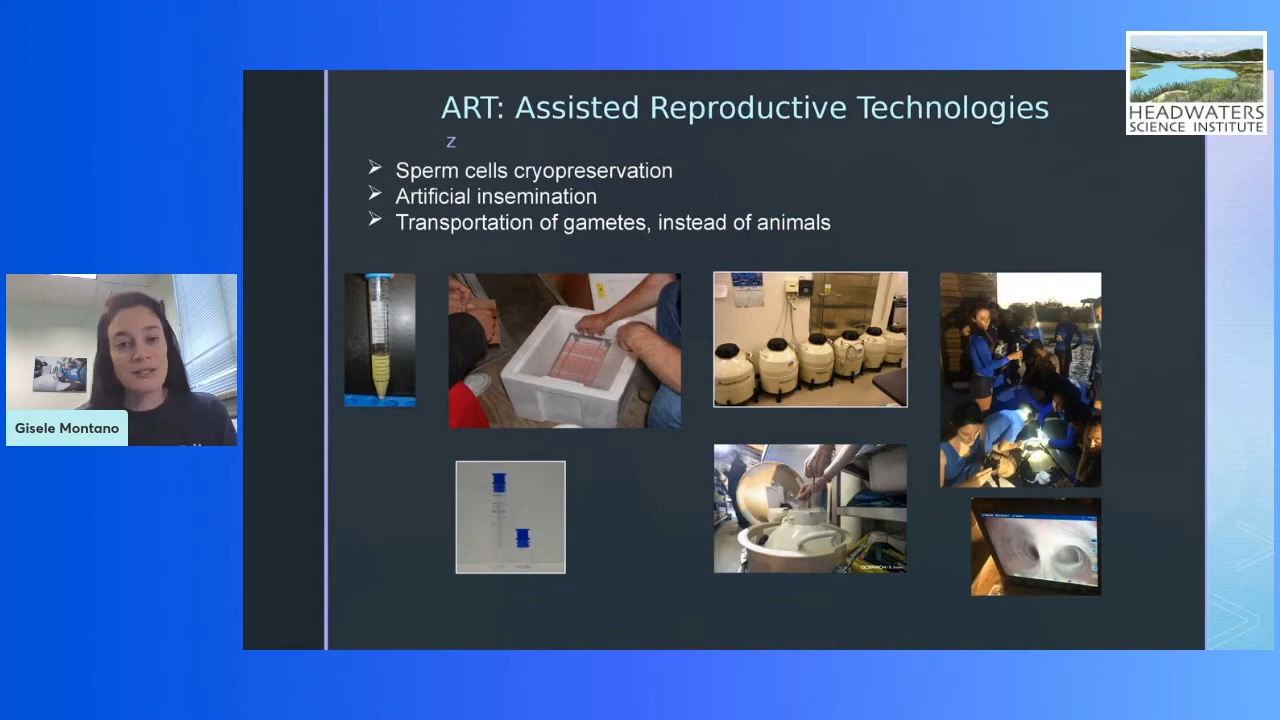 ART: Assisted Reproductive Technologies
z
Sperm cells cryopreservation
Artificial insemination
Transportation of gametes, instead of animals
HEADWATERS
SCIENCE INSTITUTE
Gisele Montano